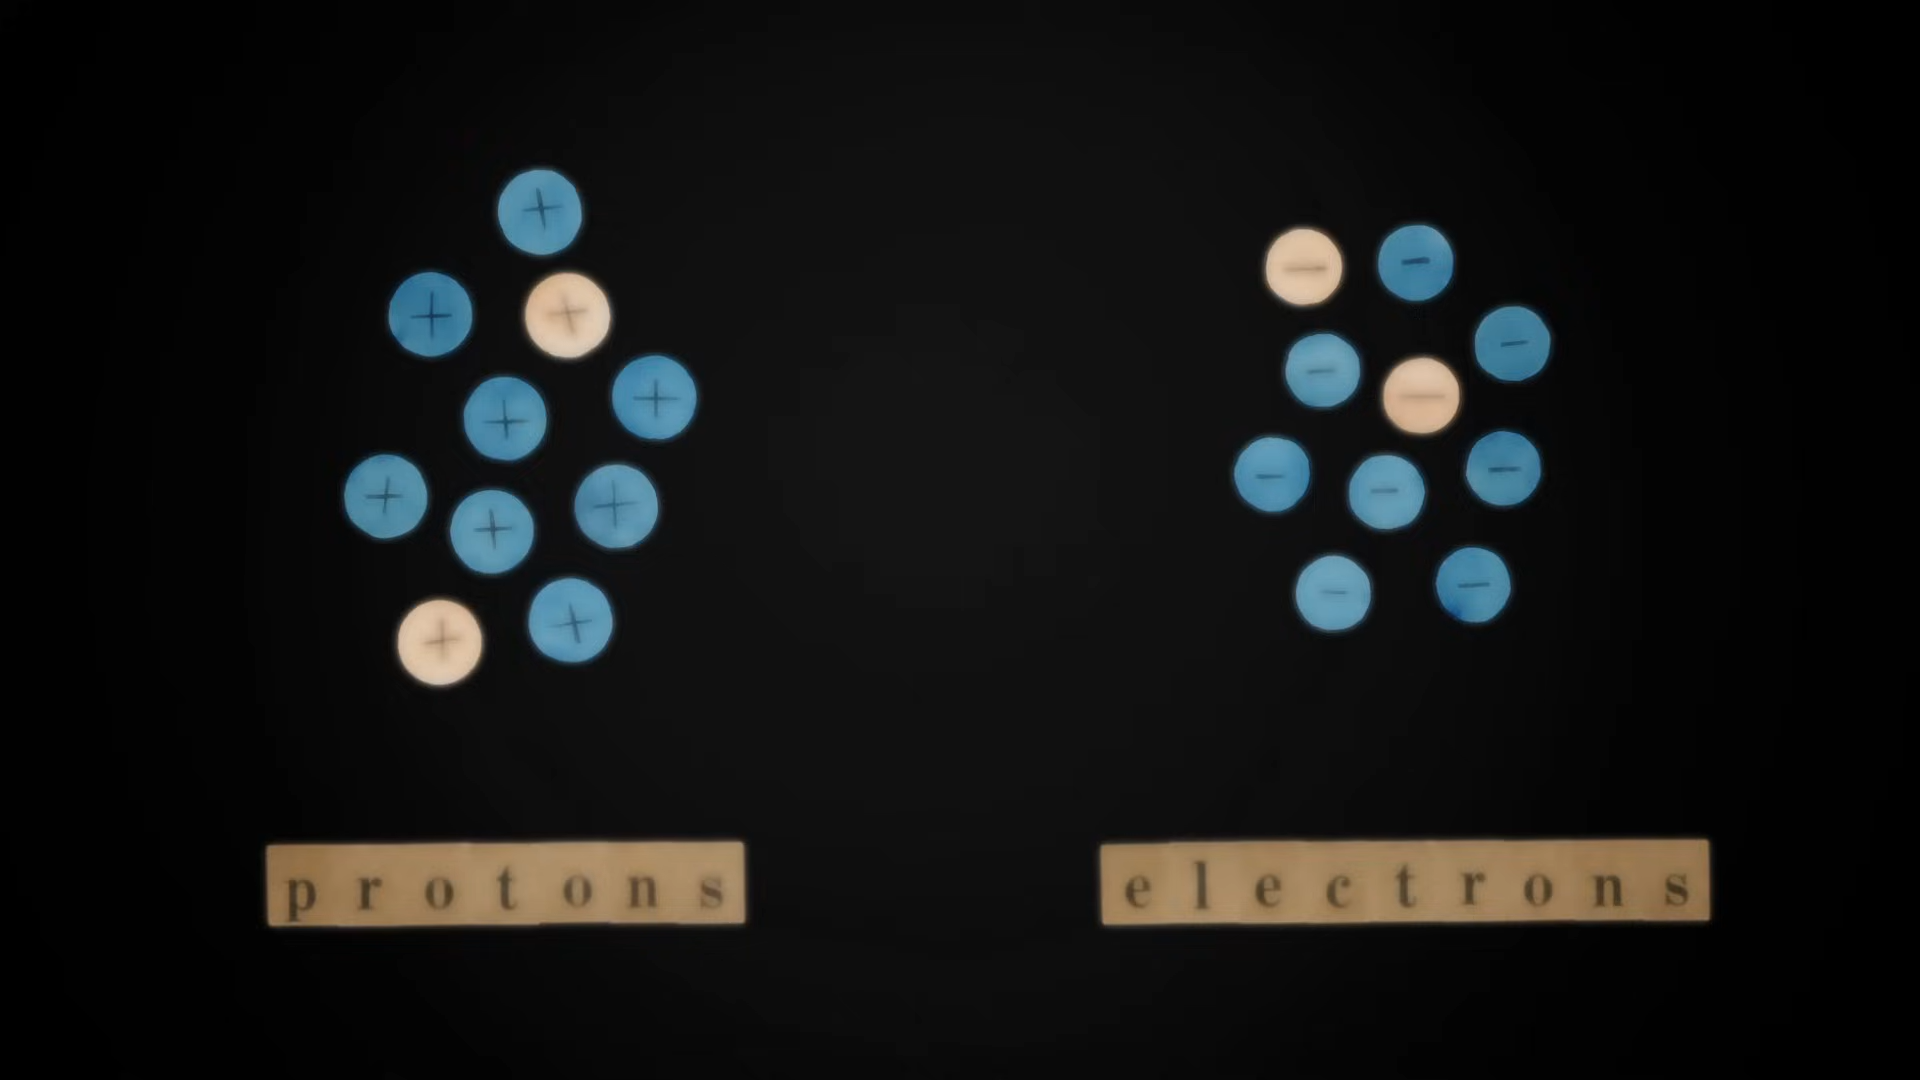 +
+ +
+ +
+ + +
+ +
- -
- - -
- - -
- -
protons electrons